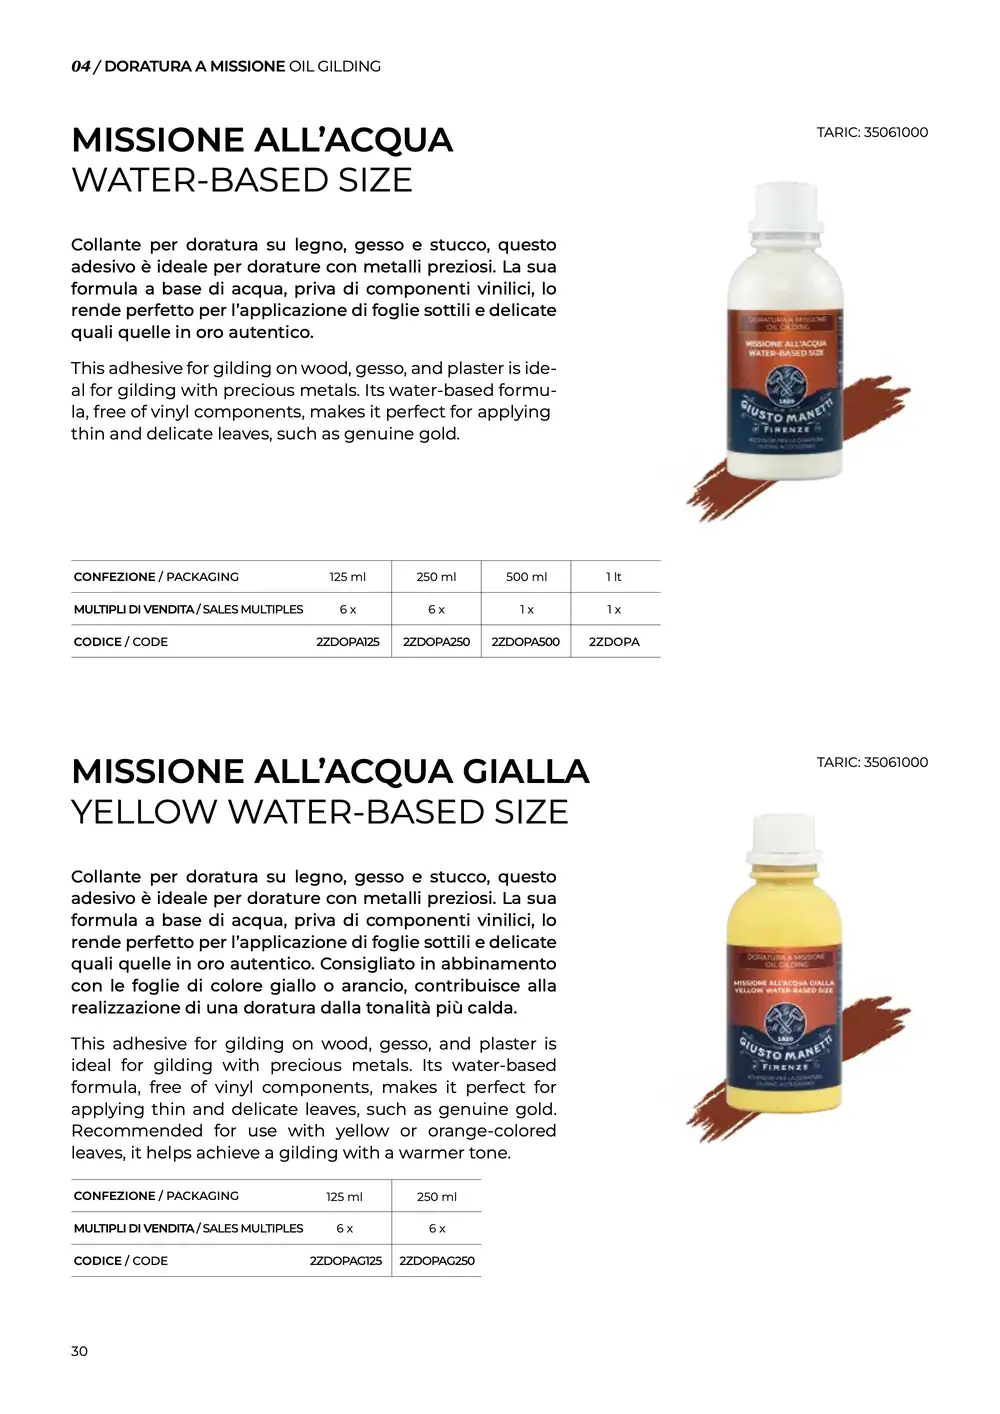 04 / DORATURA A MISSIONE OIL GILDING
MISSIONE ALL’ACQUA
WATER-BASED SIZE
TARIC: 35061000
Collante per doratura su legno, gesso e stucco, questo
adesivo è ideale per dorature con metalli preziosi. La sua
formula a base di acqua, priva di componenti vinilici, lo
rende perfetto per l’applicazione di foglie sottili e delicate
quali quelle in oro autentico.
This adhesive for gilding on wood, gesso, and plaster is ide-
al for gilding with precious metals. Its water-based formu-
la, free of vinyl components, makes it perfect for applying
thin and delicate leaves, such as genuine gold.
DORATURA A MISSIONE
OIL GILDING
MISSIONE ALL'ACQUA
WATER-BASED SIZE
1820
GIUSTO MANETTI
FIRENZE
ACCESSORI PER LA DORATURA
GILDING ACCESSORIES
CONFEZIONE / PACKAGING 125 ml 250 ml 500 ml 1 lt
MULTIPLI DI VENDITA / SALES MULTIPLES 6 x 6 x 1 x 1 x
CODICE / CODE 2ZDOPA125 2ZDOPA250 2ZDOPA500 2ZDOPA
MISSIONE ALL’ACQUA GIALLA
YELLOW WATER-BASED SIZE
TARIC: 35061000
Collante per doratura su legno, gesso e stucco, questo
adesivo è ideale per dorature con metalli preziosi. La sua
formula a base di acqua, priva di componenti vinilici, lo
rende perfetto per l’applicazione di foglie sottili e delicate
quali quelle in oro autentico. Consigliato in abbinamento
con le foglie di colore giallo o arancio, contribuisce alla
realizzazione di una doratura dalla tonalità più calda.
This adhesive for gilding on wood, gesso, and plaster is
ideal for gilding with precious metals. Its water-based
formula, free of vinyl components, makes it perfect for
applying thin and delicate leaves, such as genuine gold.
Recommended for use with yellow or orange-colored
leaves, it helps achieve a gilding with a warmer tone.
DORATURA A MISSIONE
OIL GILDING
MISSIONE ALL'ACQUA GIALLA
YELLOW WATER-BASED SIZE
1820
GIUSTO MANETTI
FIRENZE
ACCESSORI PER LA DORATURA
GILDING ACCESSORIES
CONFEZIONE / PACKAGING 125 ml 250 ml
MULTIPLI DI VENDITA / SALES MULTIPLES 6 x 6 x
CODICE / CODE 2ZDOPAG125 2ZDOPAG250
30